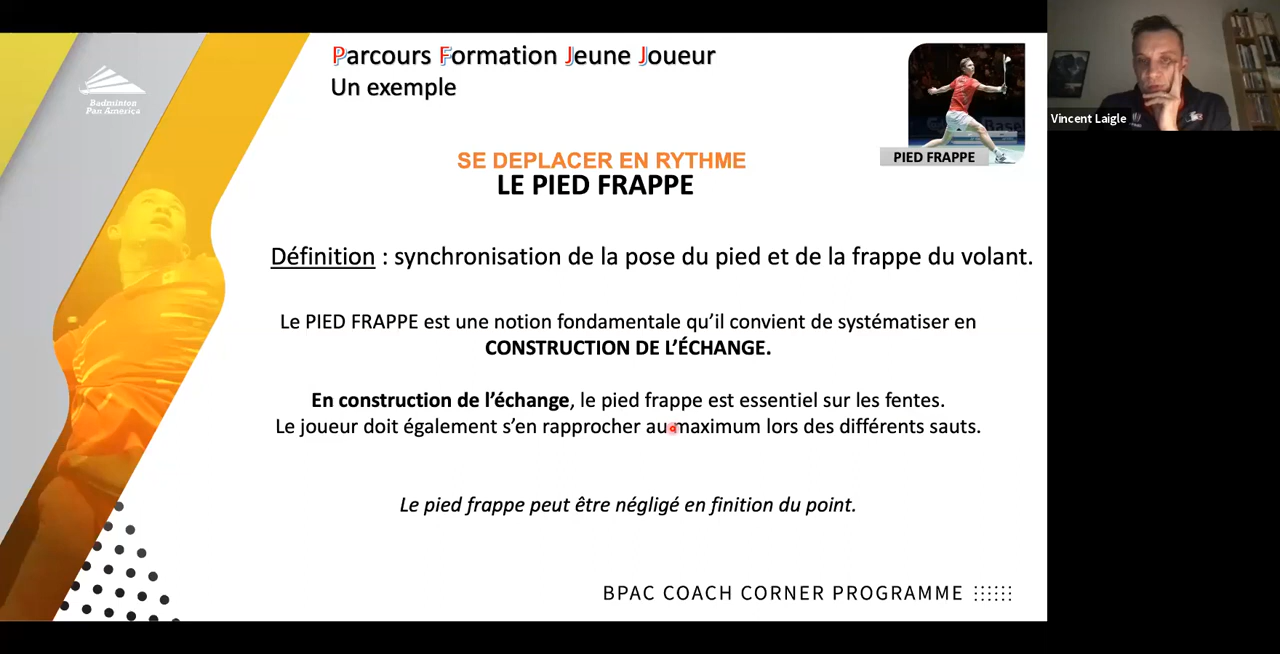 Parcours Formation Jeune Joueur
Un exemple
Badminton
Pan America
PIED FRAPPE
Vincent Laigle
SE DEPLACER EN RYTHME
LE PIED FRAPPE
Définition : synchronisation de la pose du pied et de la frappe du volant.
Le PIED FRAPPE est une notion fondamentale qu’il convient de systématiser en
CONSTRUCTION DE L’ÉCHANGE.
En construction de l’échange, le pied frappe est essentiel sur les fentes.
Le joueur doit également s’en rapprocher au maximum lors des différents sauts.
Le pied frappe peut être négligé en finition du point.
BPAC COACH CORNER PROGRAMME